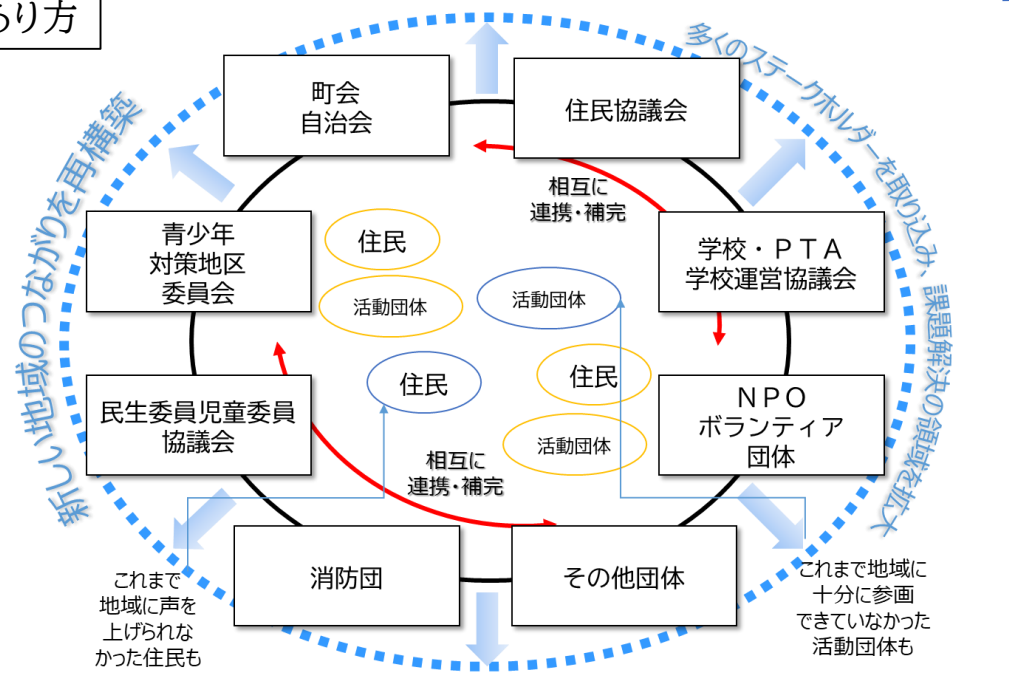 り方
多くのステークホルダーを取り込み、課題解決の領域を拡大
新しい地域のつながりを再構築
町会
自治会
住民協議会
相互に
連携・補完
青少年
対策地区
委員会
住民
活動団体
活動団体
学校・ＰＴＡ
学校運営協議会
住民
住民
活動団体
民生委員児童委員
協議会
ＮＰＯ
ボランティア
団体
相互に
連携・補完
消防団
その他団体
これまで
地域に声を
上げられな
かった住民も
これまで地域に
十分に参画
できていなかった
活動団体も